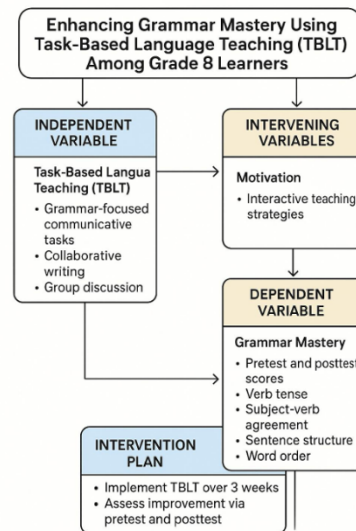 Enhancing Grammar Mastery Using
Task-Based Language Teaching (TBLT)
Among Grade 8 Learners
INDEPENDENT
VARIABLE
Task-Based Langua
Teaching (TBLT)
• Grammar-focused
communicative
tasks
• Collaborative
writing
• Group discussion
INTERVENING
VARIABLES
Motivation
• Interactive teaching
strategies
DEPENDENT
VARIABLE
Grammar Mastery
• Pretest and posttest
scores
• Verb tense
• Subject-verb
agreement
• Sentence structure
• Word order
INTERVENTION
PLAN
• Implement TBLT over 3 weeks
• Assess improvement via
pretest and posttest